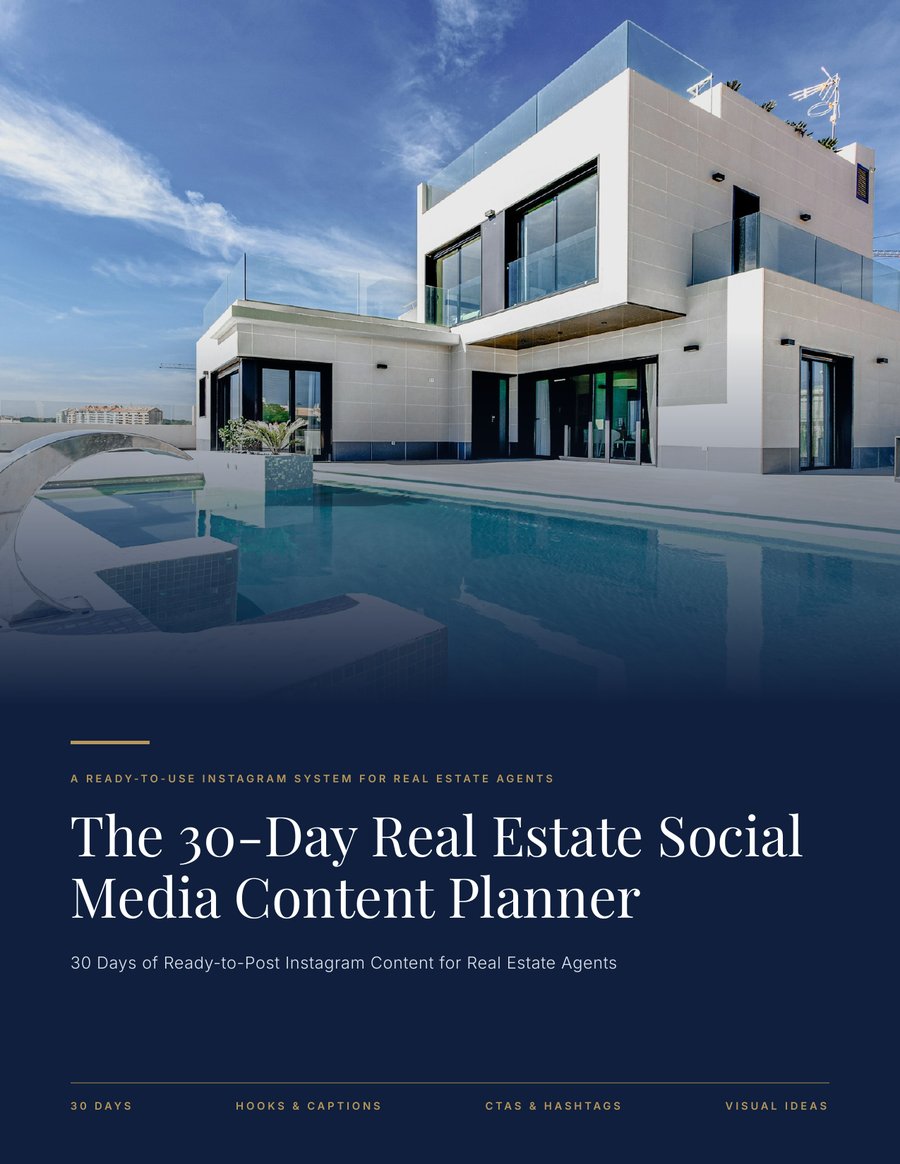 A READY-TO-USE INSTAGRAM SYSTEM FOR REAL ESTATE AGENTS
The 30-Day Real Estate Social
Media Content Planner
30 Days of Ready-to-Post Instagram Content for Real Estate Agents
30 DAYS HOOKS & CAPTIONS CTAS & HASHTAGS VISUAL IDEAS